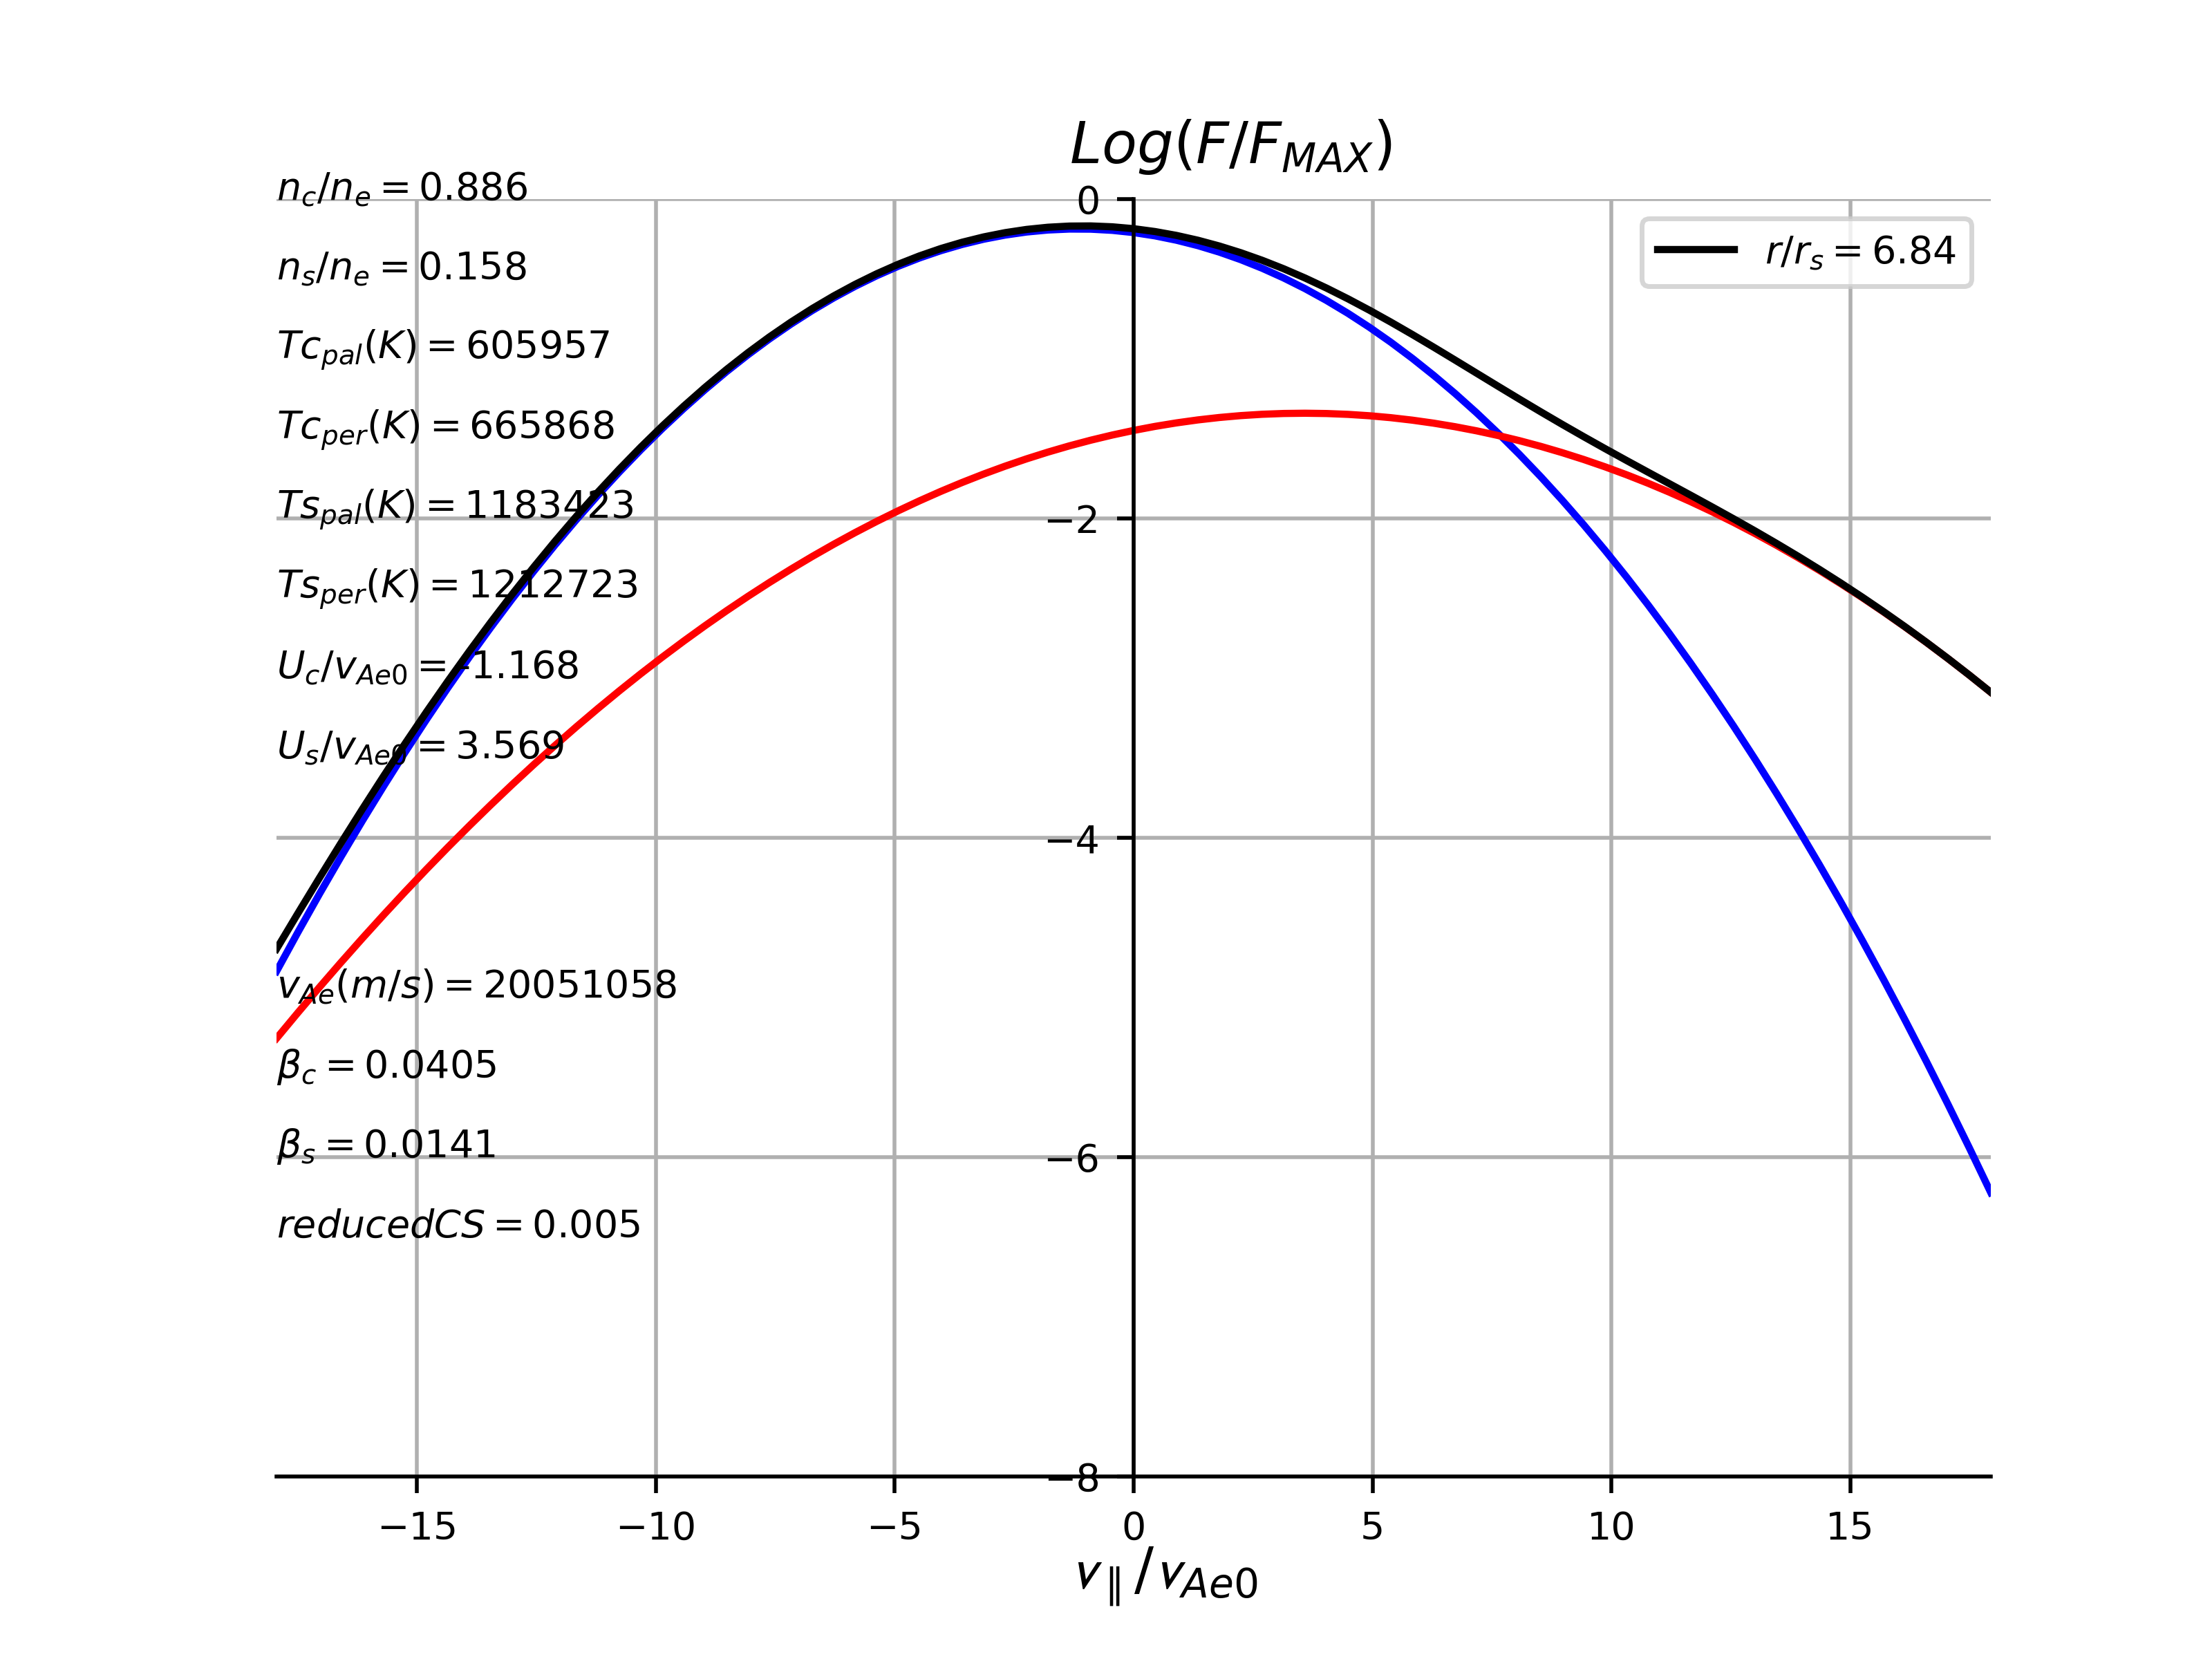 Log(F/F_MAX)
n_c/n_e = 0.886
n_s/n_e = 0.158
Tc_pal(K) = 605957
Tc_per(K) = 665868
Ts_pal(K) = 1183423
Ts_per(K) = 1212723
U_c/v_Ae0 = -1.168
U_s/v_Ae0 = 3.569
v_Ae(m/s) = 20051058
β_c = 0.0405
β_s = 0.0141
reducedCS = 0.005
r/r_s = 6.84
0
−2
−4
−6
−8
−15 −10 −5 0 5 10 15
v_∥/v_Ae0